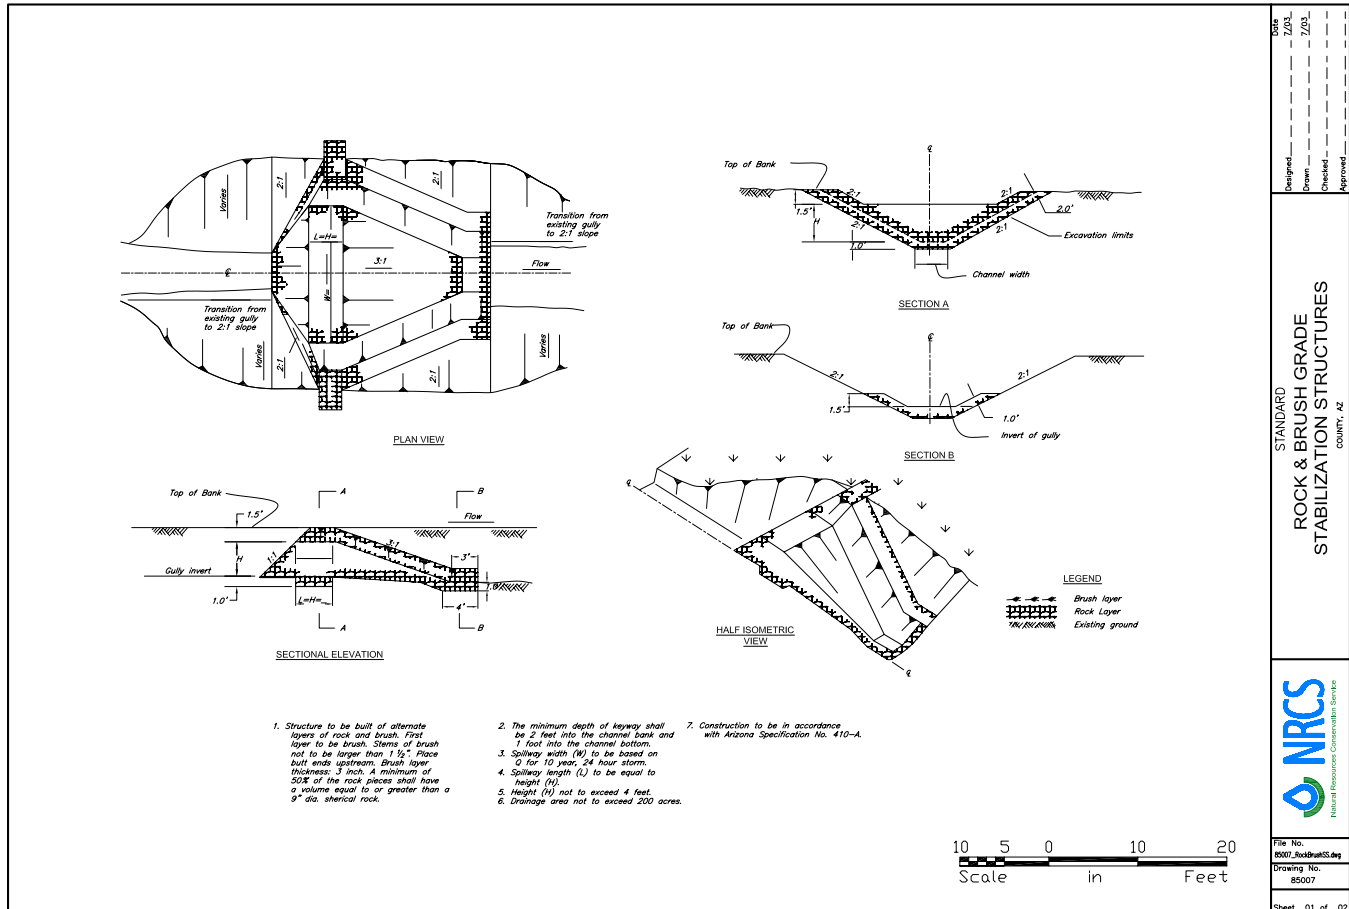 Varies
2:1
2:1
L=H=
3:1
W=
℄
Flow
Transition from
existing gully
to 2:1 slope
Transition from
existing gully
to 2:1 slope
Varies
2:1
2:1
Varies
PLAN VIEW
Top of Bank
℄
2:1
2:1
1.5'
H
2:1
2:1
1.0'
2.0'
Excavation limits
Channel width
SECTION A
Top of Bank
℄
2:1
2:1
1.5'
1.0'
Invert of gully
SECTION B
Top of Bank
A
B
1.5'
Flow
H
1:1
3:1
3'
Gully invert
1.0'
1.0'
L=H=
4'
A
B
SECTIONAL ELEVATION
℄
℄
HALF ISOMETRIC
VIEW
LEGEND
Brush layer
Rock Layer
Existing ground
1. Structure to be built of alternate
layers of rock and brush. First
layer to be brush. Stems of brush
not to be larger than 1 ½". Place
butt ends upstream. Brush layer
thickness: 3 inch. A minimum of
50% of the rock pieces shall have
a volume equal to or greater than a
9" dia. sherical rock.
2. The minimum depth of keyway shall
be 2 feet into the channel bank and
1 foot into the channel bottom.
3. Spillway width (W) to be based on
Q for 10 year, 24 hour storm.
4. Spillway length (L) to be equal to
height (H).
5. Height (H) not to exceed 4 feet.
6. Drainage area not to exceed 200 acres.
7. Construction to be in accordance
with Arizona Specification No. 410-A.
10 5 0 10 20
Scale in Feet
Date
Designed 7/03
Drawn 7/03
Checked
Approved
STANDARD
ROCK & BRUSH GRADE
STABILIZATION STRUCTURES
COUNTY, AZ
NRCS
Natural Resources Conservation Service
File No.
85007_RockBrushSS.dwg
Drawing No.
85007
Sheet 01 of 02